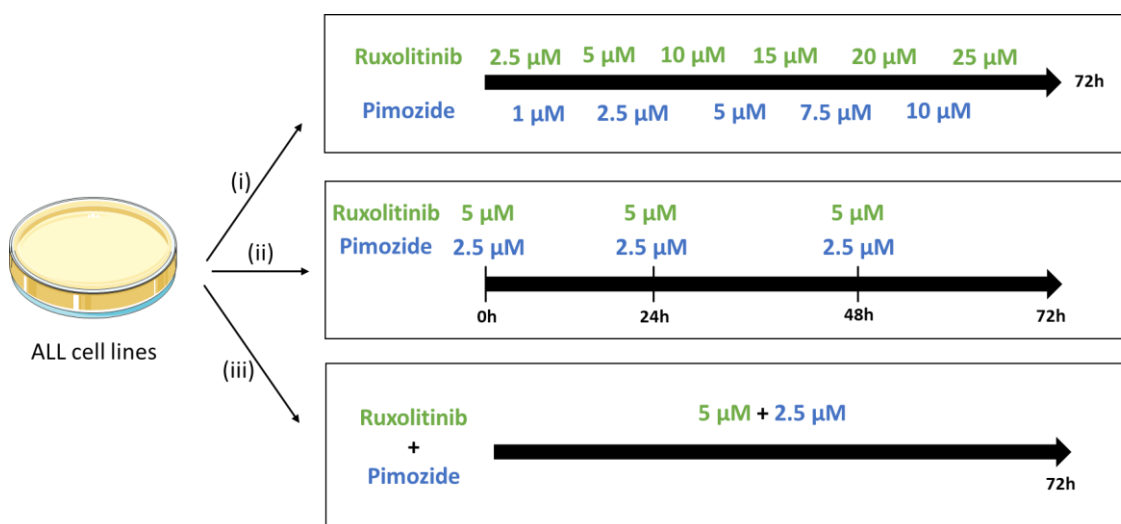 Ruxolitinib 2.5 µM 5 µM 10 µM 15 µM 20 µM 25 µM
72h
Pimozide 1 µM 2.5 µM 5 µM 7.5 µM 10 µM
(i)
Ruxolitinib 5 µM 5 µM 5 µM
Pimozide 2.5 µM 2.5 µM 2.5 µM
(ii)
0h 24h 48h 72h
ALL cell lines
(iii)
Ruxolitinib
+
Pimozide
5 µM + 2.5 µM
72h